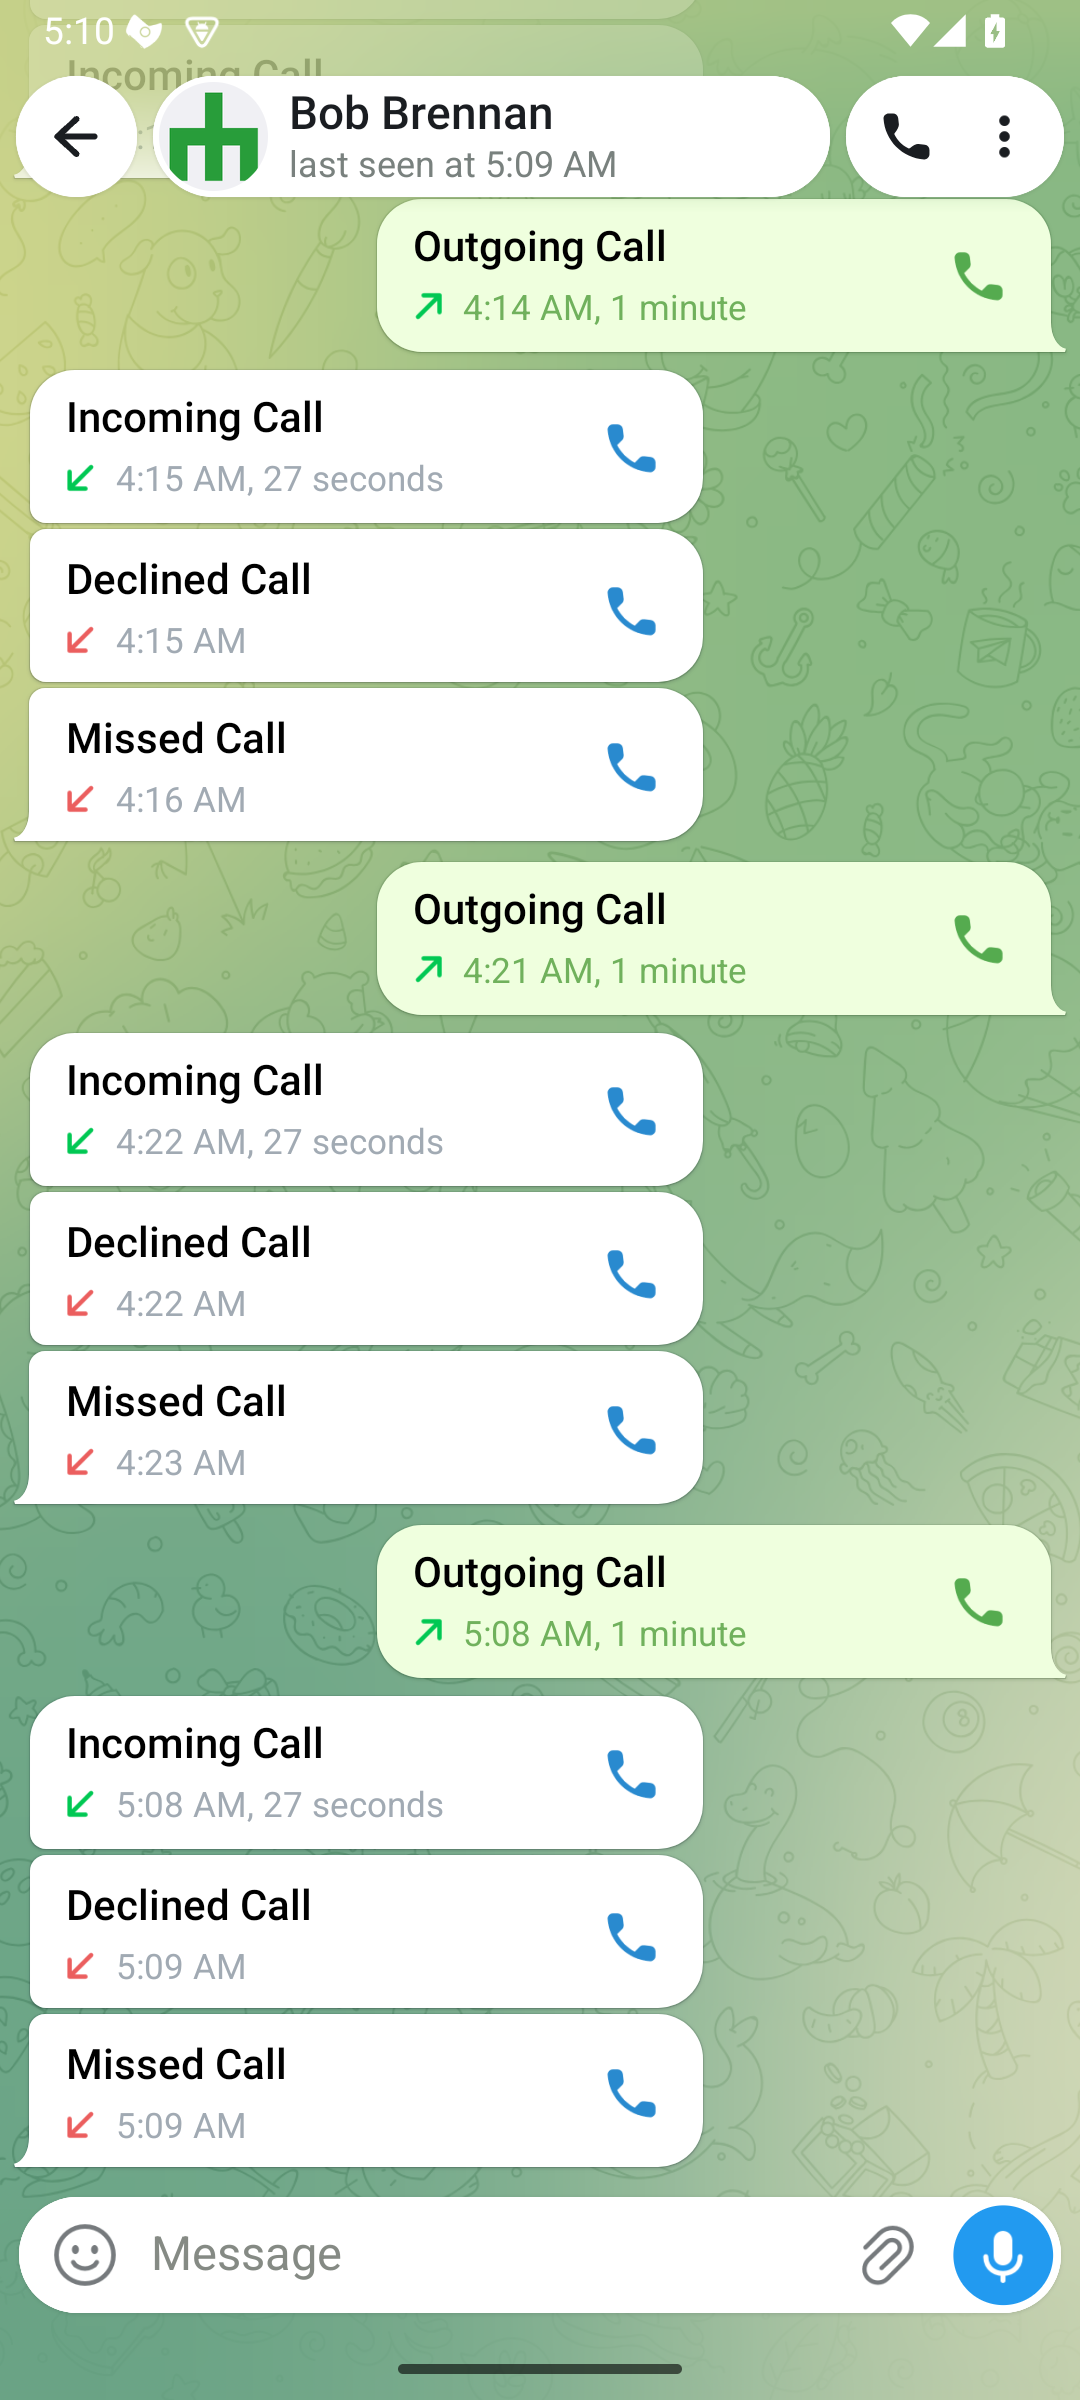 5:10
Incoming Call
Bob Brennan
last seen at 5:09 AM
Outgoing Call
4:14 AM, 1 minute
Incoming Call
4:15 AM, 27 seconds
Declined Call
4:15 AM
Missed Call
4:16 AM
Outgoing Call
4:21 AM, 1 minute
Incoming Call
4:22 AM, 27 seconds
Declined Call
4:22 AM
Missed Call
4:23 AM
Outgoing Call
5:08 AM, 1 minute
Incoming Call
5:08 AM, 27 seconds
Declined Call
5:09 AM
Missed Call
5:09 AM
Message